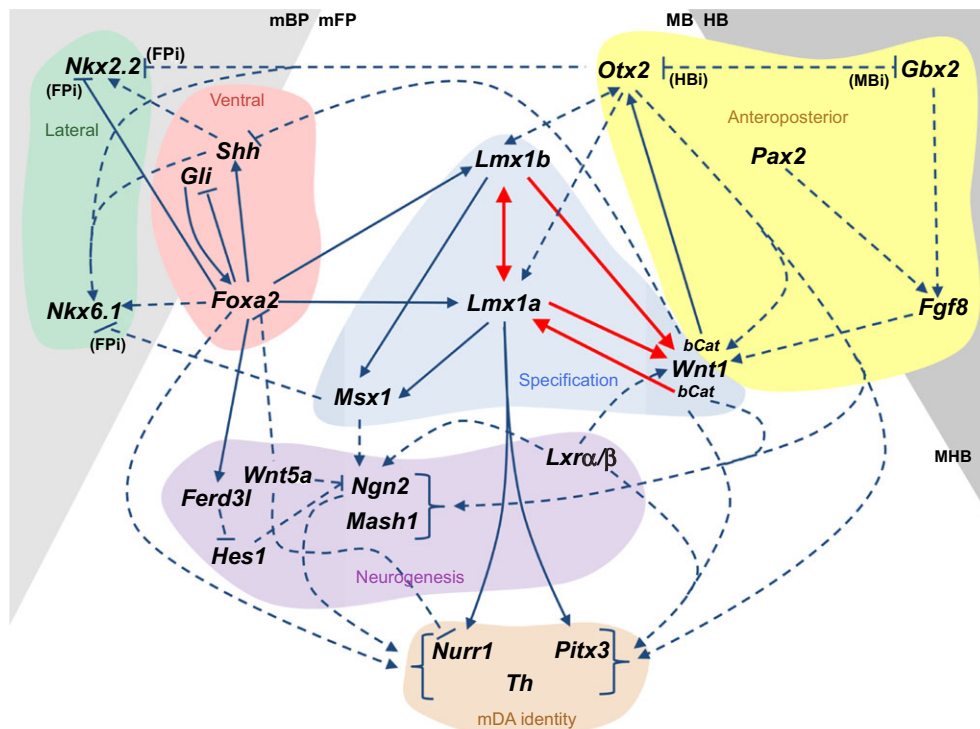 mBP mFP
MB HB
Nkx2.2 (FPi)
(FPi)
Lateral
Ventral
Shh
Gli
Otx2
(HBi)
(MBi)
Gbx2
Anteroposterior
Pax2
Lmx1b
Nkx6.1
(FPi)
Foxa2
Lmx1a
Fgf8
bCat
Wnt1
bCat
Specification
Msx1
Lxrα/β
MHB
Wnt5a
Ferd3l
Ngn2
Mash1
Hes1
Neurogenesis
Nurr1
Pitx3
Th
mDA identity